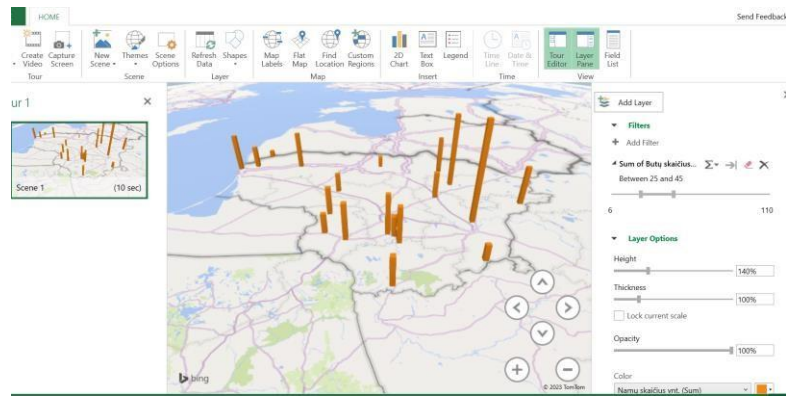 HOME
Send Feedback
Create Video
Capture Screen
New Scene
Themes
Scene Options
Refresh Data
Shapes
Map Labels
Flat Map
Find Location
Custom Regions
2D Chart
Text Box
Legend
Time Line
Date & Time
Tour Editor
Layer Pane
Field List
Tour
Scene
Layer
Map
Insert
Time
View
ur 1
Scene 1 (10 sec)
bing
© 2023 TomTom
Add Layer
Filters
Add Filter
Sum of Butų skaičius...
Between 25 and 45
6 110
Layer Options
Height
140%
Thickness
100%
Lock current scale
Opacity
100%
Color
Namų skaičius vnt. (Sum)